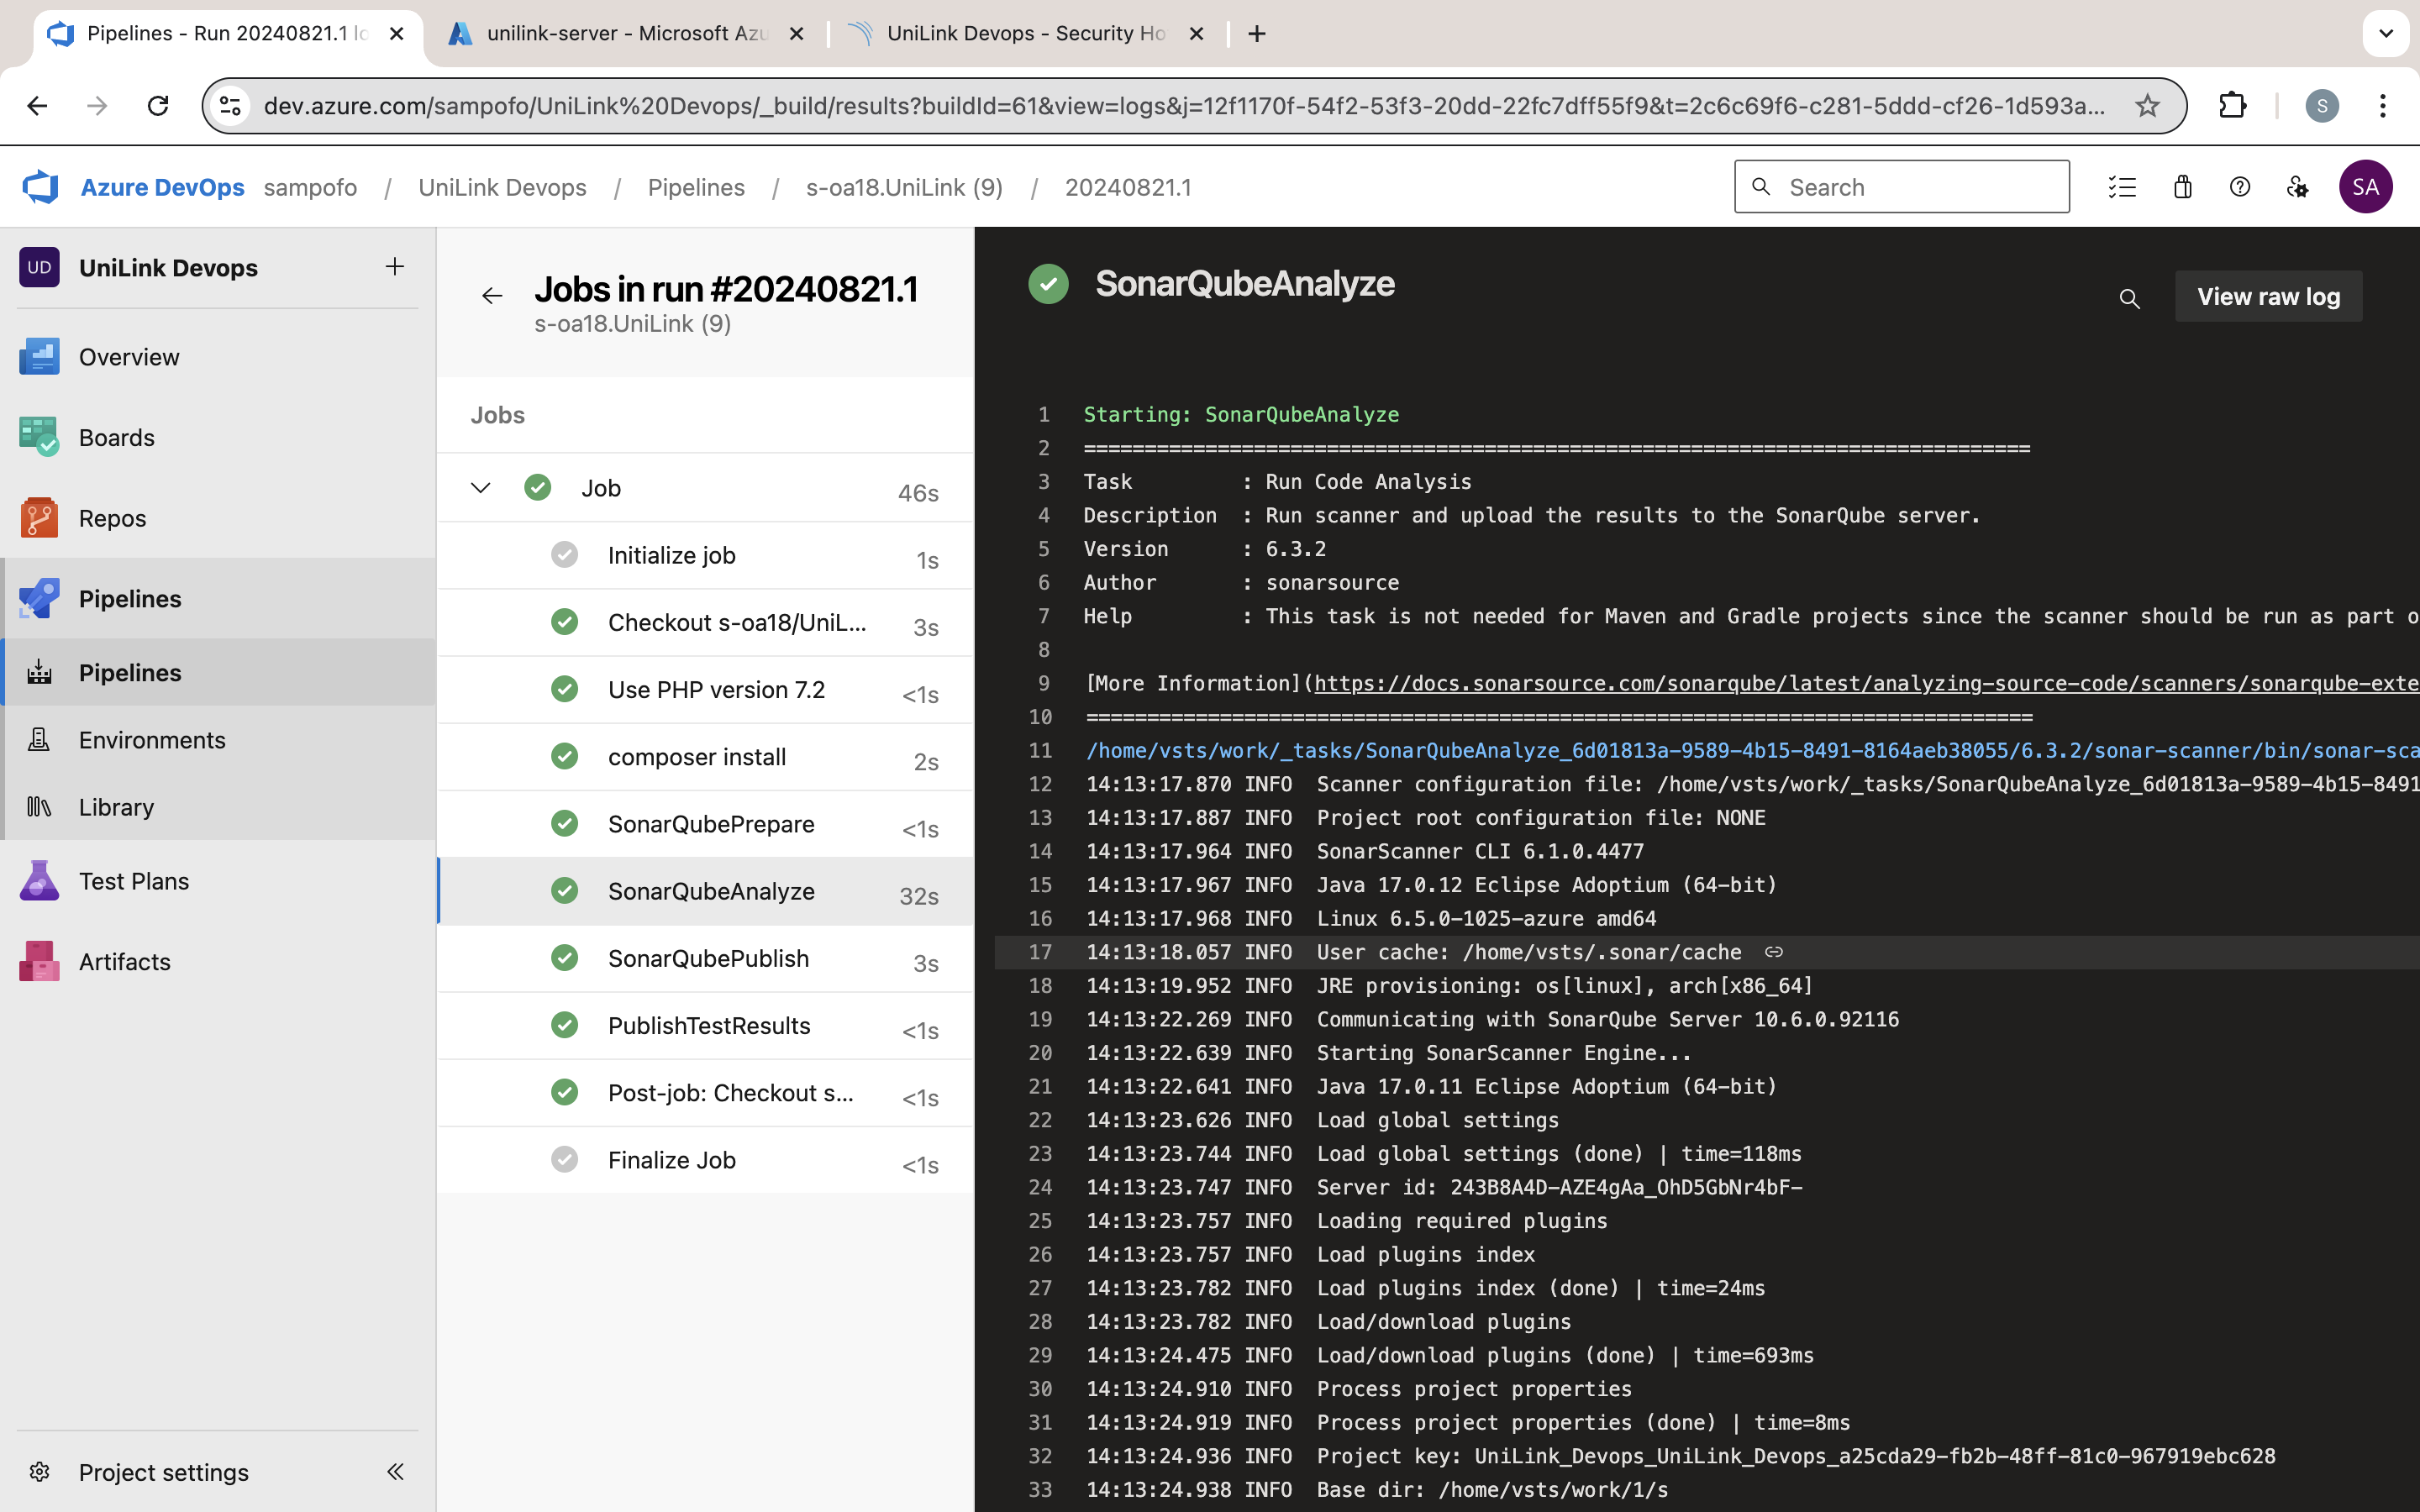 Pipelines - Run 20240821.1 lo
unilink-server - Microsoft Azu
UniLink Devops - Security Ho
dev.azure.com/sampofo/UniLink%20Devops/_build/results?buildId=61&view=logs&j=12f1170f-54f2-53f3-20dd-22fc7dff55f9&t=2c6c69f6-c281-5ddd-cf26-1d593a...
S
Azure DevOps sampofo / UniLink Devops / Pipelines / s-oa18.UniLink (9) / 20240821.1
Search
SA
UD UniLink Devops
Overview
Boards
Repos
Pipelines
Pipelines
Environments
Library
Test Plans
Artifacts
Project settings
Jobs in run #20240821.1
s-oa18.UniLink (9)
Jobs
Job 46s
Initialize job 1s
Checkout s-oa18/UniL... 3s
Use PHP version 7.2 <1s
composer install 2s
SonarQubePrepare <1s
SonarQubeAnalyze 32s
SonarQubePublish 3s
PublishTestResults <1s
Post-job: Checkout s... <1s
Finalize Job <1s
SonarQubeAnalyze
View raw log
1 Starting: SonarQubeAnalyze
2 ==============================================================================
3 Task         : Run Code Analysis
4 Description  : Run scanner and upload the results to the SonarQube server.
5 Version      : 6.3.2
6 Author       : sonarsource
7 Help         : This task is not needed for Maven and Gradle projects since the scanner should be run as part o
8
9 [More Information](https://docs.sonarsource.com/sonarqube/latest/analyzing-source-code/scanners/sonarqube-exte
10 ==============================================================================
11 /home/vsts/work/_tasks/SonarQubeAnalyze_6d01813a-9589-4b15-8491-8164aeb38055/6.3.2/sonar-scanner/bin/sonar-sca
12 14:13:17.870 INFO  Scanner configuration file: /home/vsts/work/_tasks/SonarQubeAnalyze_6d01813a-9589-4b15-8491
13 14:13:17.887 INFO  Project root configuration file: NONE
14 14:13:17.964 INFO  SonarScanner CLI 6.1.0.4477
15 14:13:17.967 INFO  Java 17.0.12 Eclipse Adoptium (64-bit)
16 14:13:17.968 INFO  Linux 6.5.0-1025-azure amd64
17 14:13:18.057 INFO  User cache: /home/vsts/.sonar/cache
18 14:13:19.952 INFO  JRE provisioning: os[linux], arch[x86_64]
19 14:13:22.269 INFO  Communicating with SonarQube Server 10.6.0.92116
20 14:13:22.639 INFO  Starting SonarScanner Engine...
21 14:13:22.641 INFO  Java 17.0.11 Eclipse Adoptium (64-bit)
22 14:13:23.626 INFO  Load global settings
23 14:13:23.744 INFO  Load global settings (done) | time=118ms
24 14:13:23.747 INFO  Server id: 243B8A4D-AZE4gAa_OhD5GbNr4bF-
25 14:13:23.757 INFO  Loading required plugins
26 14:13:23.757 INFO  Load plugins index
27 14:13:23.782 INFO  Load plugins index (done) | time=24ms
28 14:13:23.782 INFO  Load/download plugins
29 14:13:24.475 INFO  Load/download plugins (done) | time=693ms
30 14:13:24.910 INFO  Process project properties
31 14:13:24.919 INFO  Process project properties (done) | time=8ms
32 14:13:24.936 INFO  Project key: UniLink_Devops_UniLink_Devops_a25cda29-fb2b-48ff-81c0-967919ebc628
33 14:13:24.938 INFO  Base dir: /home/vsts/work/1/s